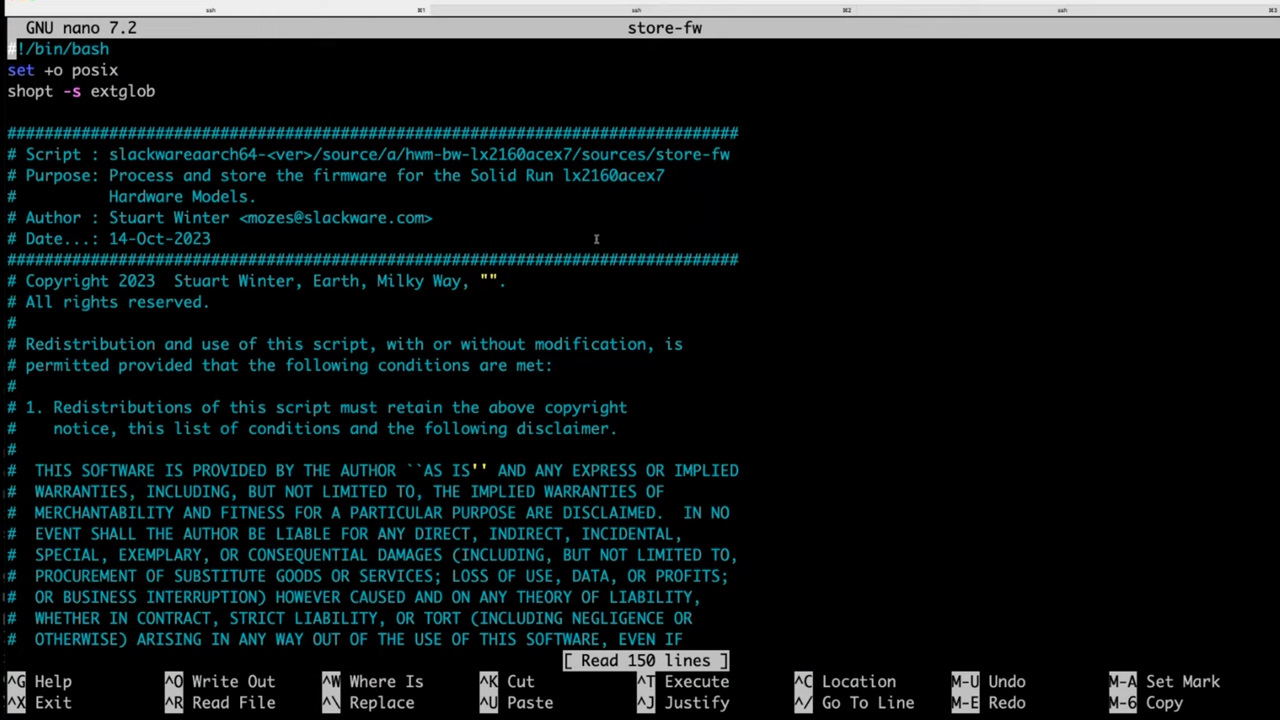 ssh ⌘1 ssh ⌘2 ssh ⌘3
GNU nano 7.2 store-fw
#!/bin/bash
set +o posix
shopt -s extglob
################################################################################
# Script : slackwareaarch64-<ver>/source/a/hwm-bw-lx2160acex7/sources/store-fw
# Purpose: Process and store the firmware for the Solid Run lx2160acex7
#          Hardware Models.
# Author : Stuart Winter <mozes@slackware.com>
# Date...: 14-Oct-2023
################################################################################
# Copyright 2023  Stuart Winter, Earth, Milky Way, "".
# All rights reserved.
#
# Redistribution and use of this script, with or without modification, is
# permitted provided that the following conditions are met:
#
# 1. Redistributions of this script must retain the above copyright
#    notice, this list of conditions and the following disclaimer.
#
#  THIS SOFTWARE IS PROVIDED BY THE AUTHOR ``AS IS'' AND ANY EXPRESS OR IMPLIED
#  WARRANTIES, INCLUDING, BUT NOT LIMITED TO, THE IMPLIED WARRANTIES OF
#  MERCHANTABILITY AND FITNESS FOR A PARTICULAR PURPOSE ARE DISCLAIMED.  IN NO
#  EVENT SHALL THE AUTHOR BE LIABLE FOR ANY DIRECT, INDIRECT, INCIDENTAL,
#  SPECIAL, EXEMPLARY, OR CONSEQUENTIAL DAMAGES (INCLUDING, BUT NOT LIMITED TO,
#  PROCUREMENT OF SUBSTITUTE GOODS OR SERVICES; LOSS OF USE, DATA, OR PROFITS;
#  OR BUSINESS INTERRUPTION) HOWEVER CAUSED AND ON ANY THEORY OF LIABILITY,
#  WHETHER IN CONTRACT, STRICT LIABILITY, OR TORT (INCLUDING NEGLIGENCE OR
#  OTHERWISE) ARISING IN ANY WAY OUT OF THE USE OF THIS SOFTWARE, EVEN IF
[ Read 150 lines ]
^G Help ^O Write Out ^W Where Is ^K Cut ^T Execute ^C Location M-U Undo M-A Set Mark
^X Exit ^R Read File ^\ Replace ^U Paste ^J Justify ^/ Go To Line M-E Redo M-6 Copy